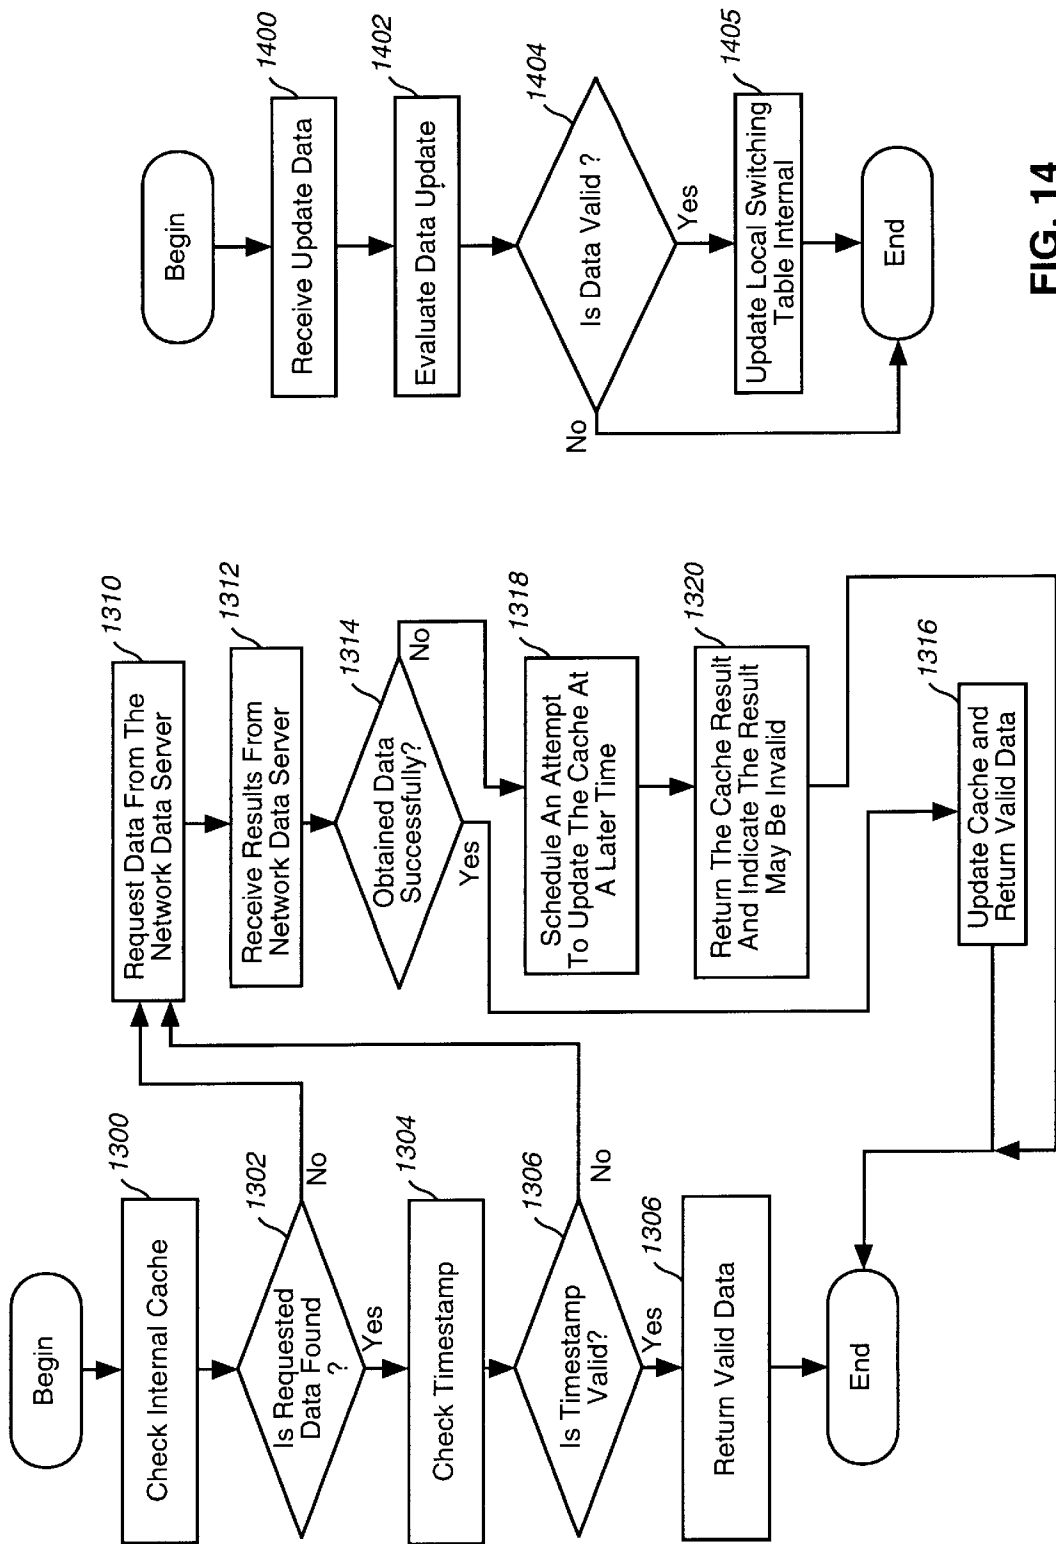 Begin
1300
Check Internal Cache
1302
Is Requested
Data Found
?
No
Yes
1304
Check Timestamp
1306
Is Timestamp
Valid?
No
Yes
1306
Return Valid Data
End
1310
Request Data From The
Network Data Server
1312
Receive Results From
Network Data Server
1314
Obtained Data
Successfully?
No
Yes
1318
Schedule An Attempt
To Update The Cache At
A Later Time
1320
Return The Cache Result
And Indicate The Result
May Be Invalid
1316
Update Cache and
Return Valid Data
Begin
1400
Receive Update Data
1402
Evaluate Data Update
1404
Is Data Valid ?
No
Yes
1405
Update Local Switching
Table Internal
End
FIG. 14